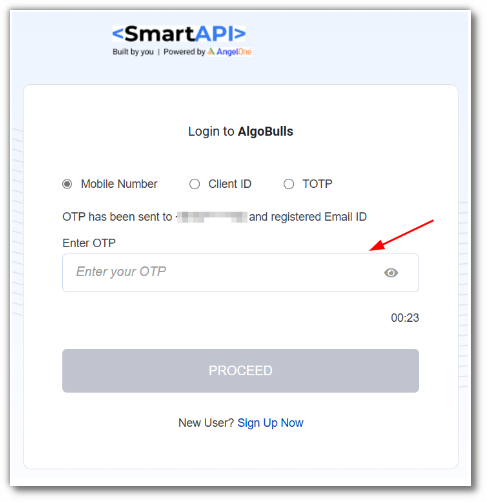 <SmartAPI>
Built by you | Powered by AngelOne
Login to AlgoBulls
Mobile Number Client ID TOTP
OTP has been sent to and registered Email ID
Enter OTP
Enter your OTP
00:23
PROCEED
New User? Sign Up Now